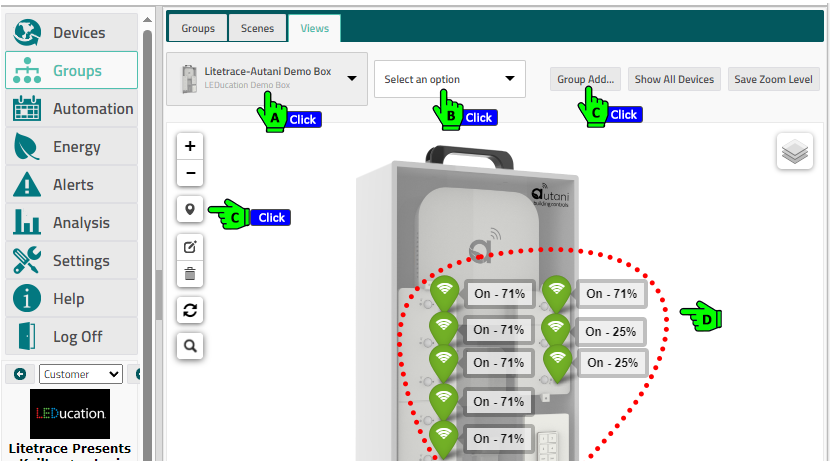 Devices
Groups
Automation
Energy
Alerts
Analysis
Settings
Help
Log Off
Customer
LEDucation.
Litetrace Presents
Groups
Scenes
Views
Litetrace-Autani Demo Box
LEDucation Demo Box
Select an option
Group Add...
Show All Devices
Save Zoom Level
A Click
B Click
C Click
+
−
C Click
autani
building controls
a
On - 71%
On - 71%
On - 71%
On - 25%
On - 71%
On - 25%
On - 71%
On - 71%
D